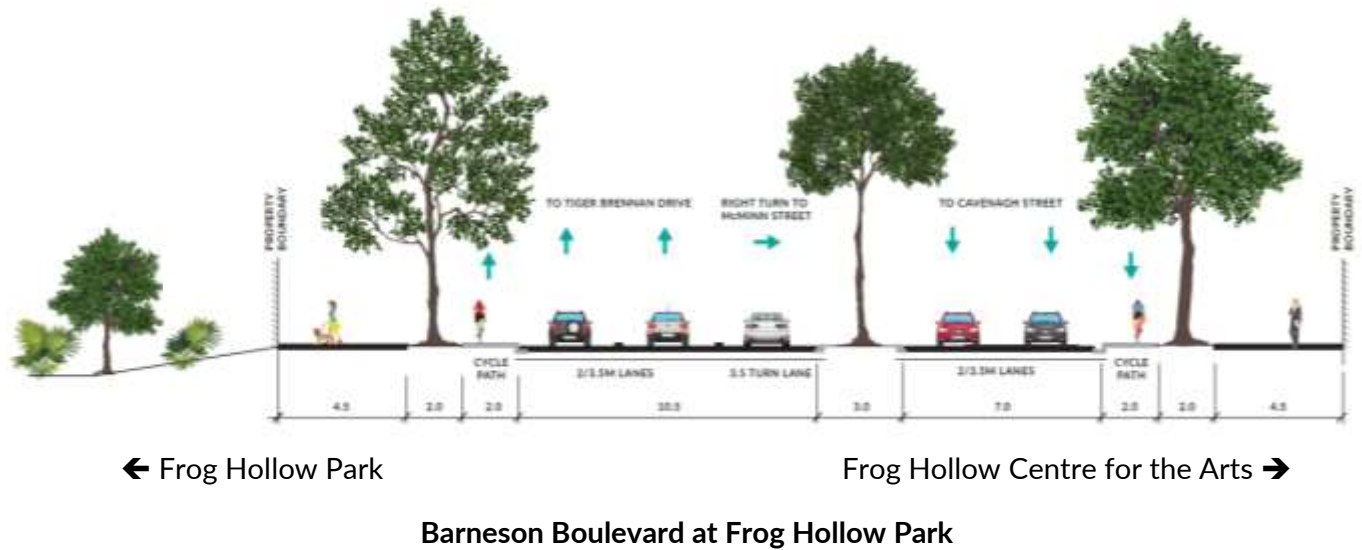 PROPERTY
BOUNDARY
TO TIGER BRENNAN DRIVE
RIGHT TURN TO
McMINN STREET
TO CAVENAGH STREET
PROPERTY
BOUNDARY
CYCLE
PATH
2/3.5M LANES
3.5 TURN LANE
2/3.5M LANES
CYCLE
PATH
4.5 2.0 2.0 10.5 3.0 7.0 2.0 2.0 4.5
← Frog Hollow Park
Frog Hollow Centre for the Arts →
Barneson Boulevard at Frog Hollow Park